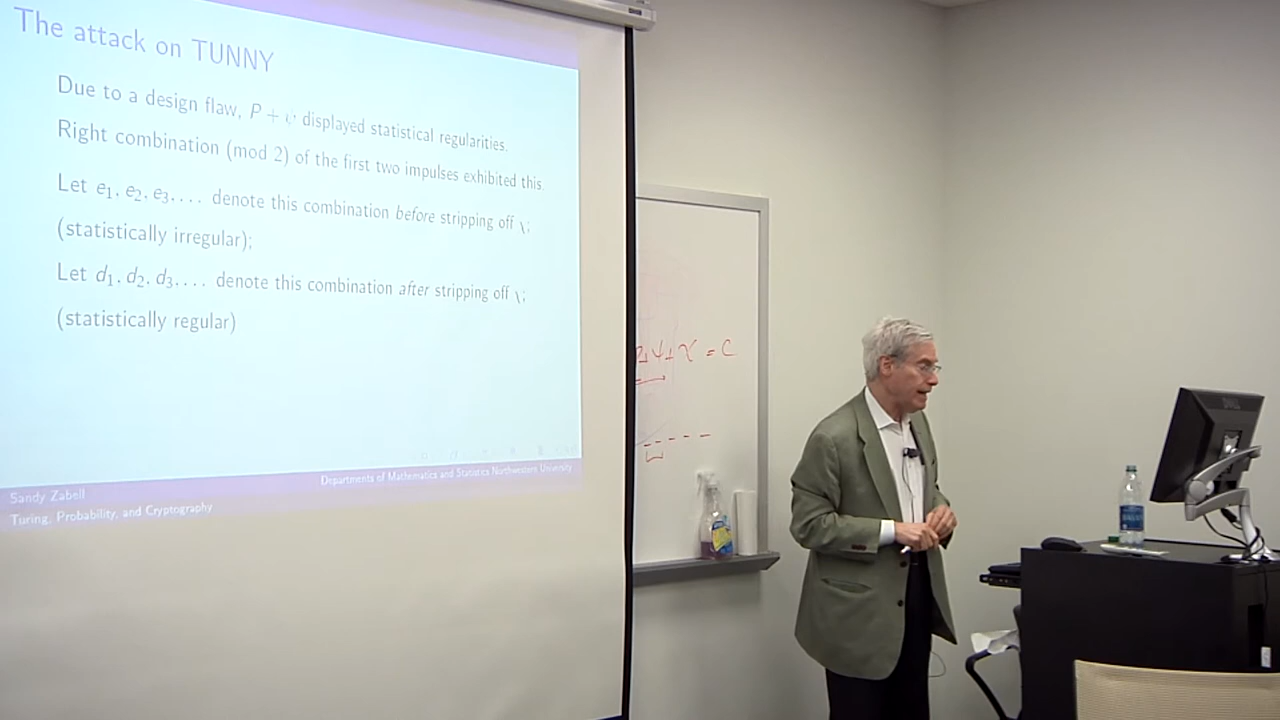 The attack on TUNNY
Due to a design flaw, P + ψ displayed statistical regularities.
Right combination (mod 2) of the first two impulses exhibited this.
Let e₁, e₂, e₃, . . . denote this combination before stripping off χ;
(statistically irregular);
Let d₁, d₂, d₃, . . . denote this combination after stripping off χ;
(statistically regular)
Sandy Zabell
Departments of Mathematics and Statistics Northwestern University
Turing, Probability, and Cryptography
+ψ+χ = C
DELL